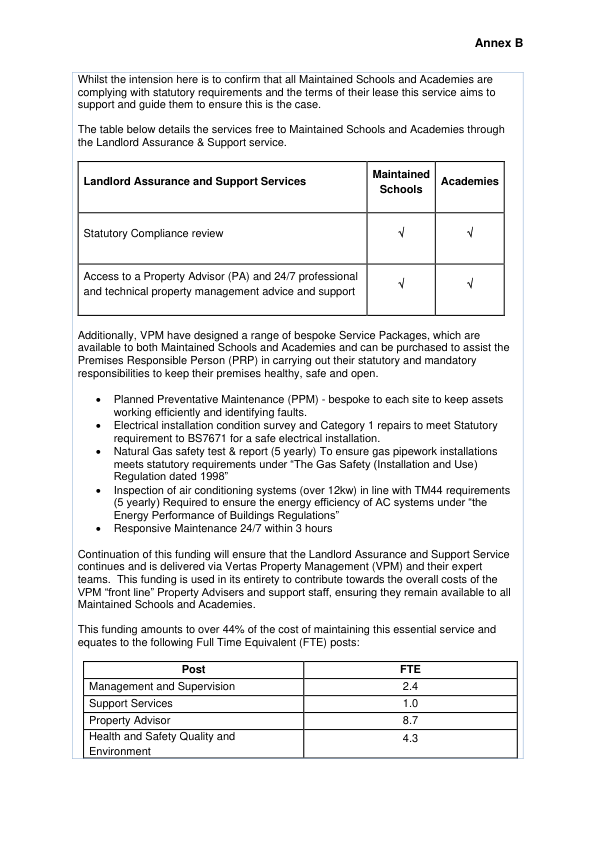 Annex B
Whilst the intension here is to confirm that all Maintained Schools and Academies are
complying with statutory requirements and the terms of their lease this service aims to
support and guide them to ensure this is the case.
The table below details the services free to Maintained Schools and Academies through
the Landlord Assurance & Support service.
Landlord Assurance and Support Services
Maintained
Schools
Academies
Statutory Compliance review
√
√
Access to a Property Advisor (PA) and 24/7 professional
and technical property management advice and support
√
√
Additionally, VPM have designed a range of bespoke Service Packages, which are
available to both Maintained Schools and Academies and can be purchased to assist the
Premises Responsible Person (PRP) in carrying out their statutory and mandatory
responsibilities to keep their premises healthy, safe and open.
• Planned Preventative Maintenance (PPM) - bespoke to each site to keep assets
working efficiently and identifying faults.
• Electrical installation condition survey and Category 1 repairs to meet Statutory
requirement to BS7671 for a safe electrical installation.
• Natural Gas safety test & report (5 yearly) To ensure gas pipework installations
meets statutory requirements under “The Gas Safety (Installation and Use)
Regulation dated 1998”
• Inspection of air conditioning systems (over 12kw) in line with TM44 requirements
(5 yearly) Required to ensure the energy efficiency of AC systems under “the
Energy Performance of Buildings Regulations”
• Responsive Maintenance 24/7 within 3 hours
Continuation of this funding will ensure that the Landlord Assurance and Support Service
continues and is delivered via Vertas Property Management (VPM) and their expert
teams.  This funding is used in its entirety to contribute towards the overall costs of the
VPM “front line” Property Advisers and support staff, ensuring they remain available to all
Maintained Schools and Academies.
This funding amounts to over 44% of the cost of maintaining this essential service and
equates to the following Full Time Equivalent (FTE) posts:
Post FTE
Management and Supervision 2.4
Support Services 1.0
Property Advisor 8.7
Health and Safety Quality and
Environment
4.3